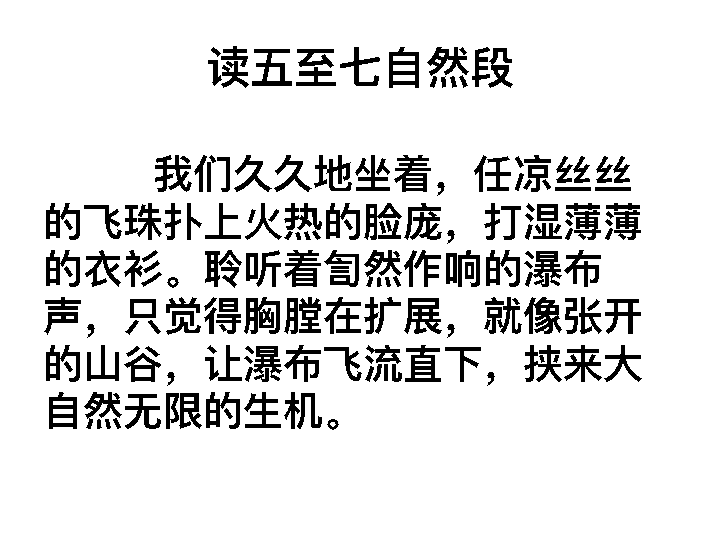 读五至七自然段
我们久久地坐着，任凉丝丝
的飞珠扑上火热的脸庞，打湿薄薄
的衣衫。聆听着訇然作响的瀑布
声，只觉得胸膛在扩展，就像张开
的山谷，让瀑布飞流直下，挟来大
自然无限的生机。